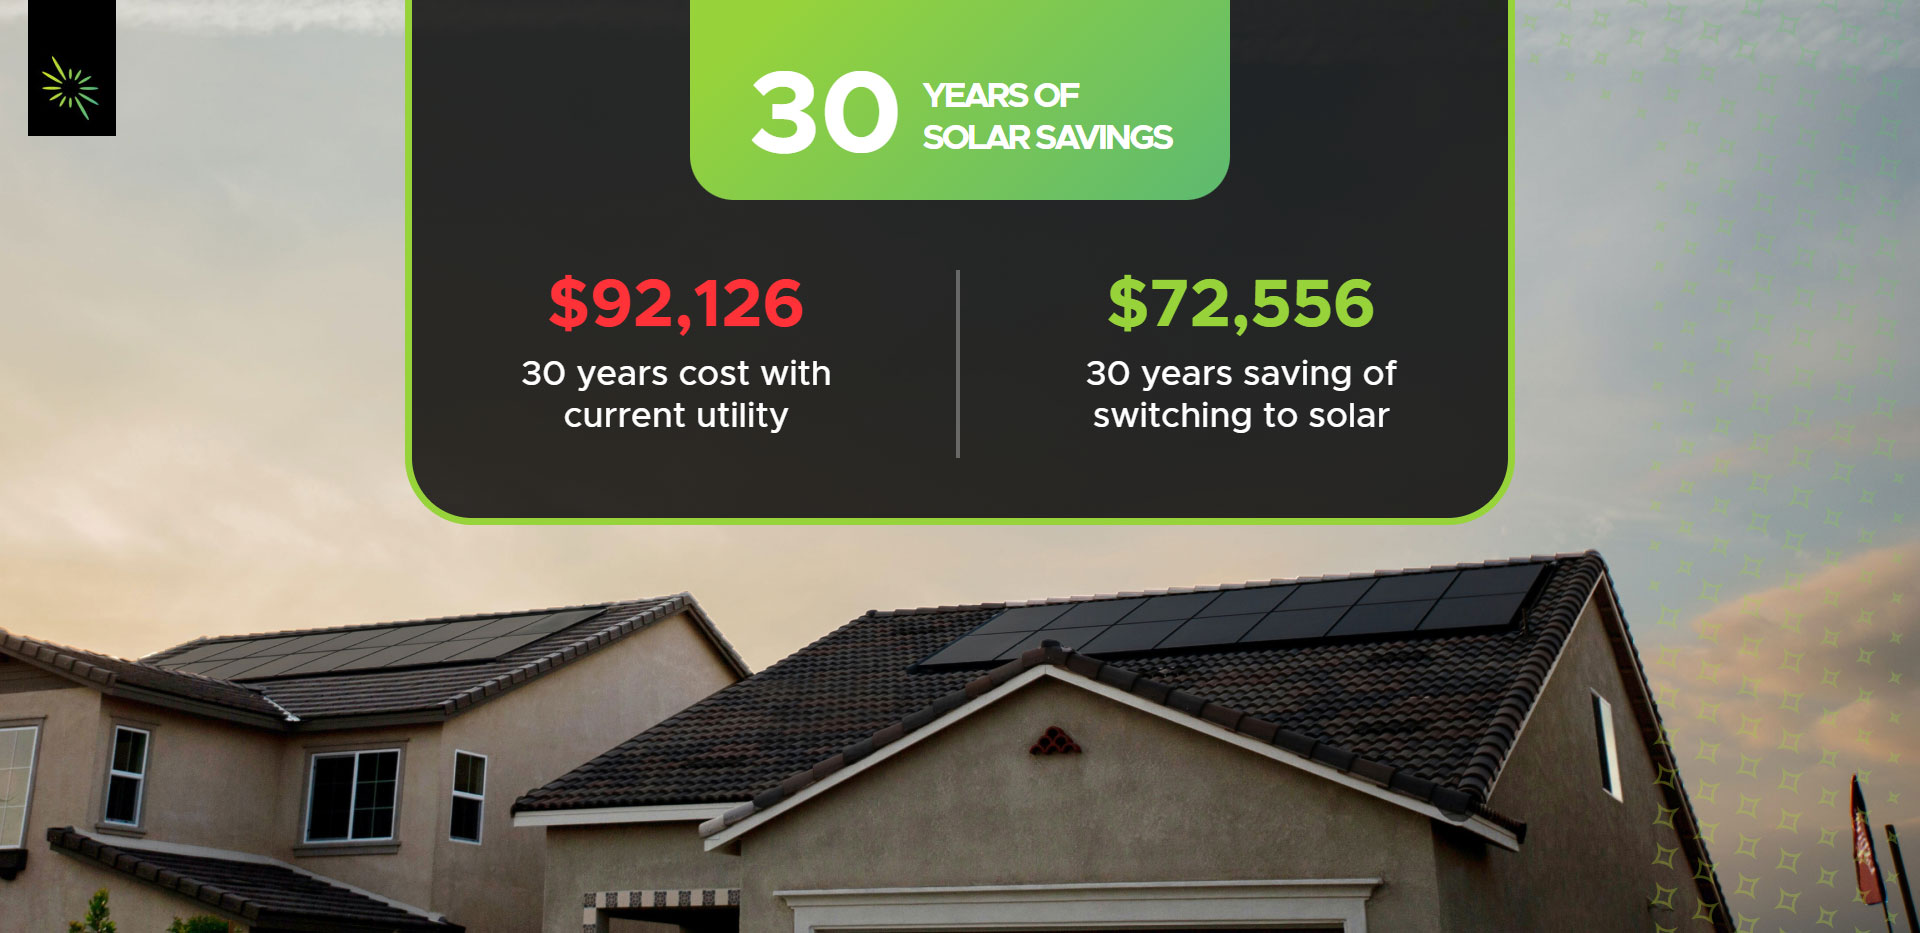 30 YEARS OF
SOLAR SAVINGS
$92,126
30 years cost with
current utility
$72,556
30 years saving of
switching to solar